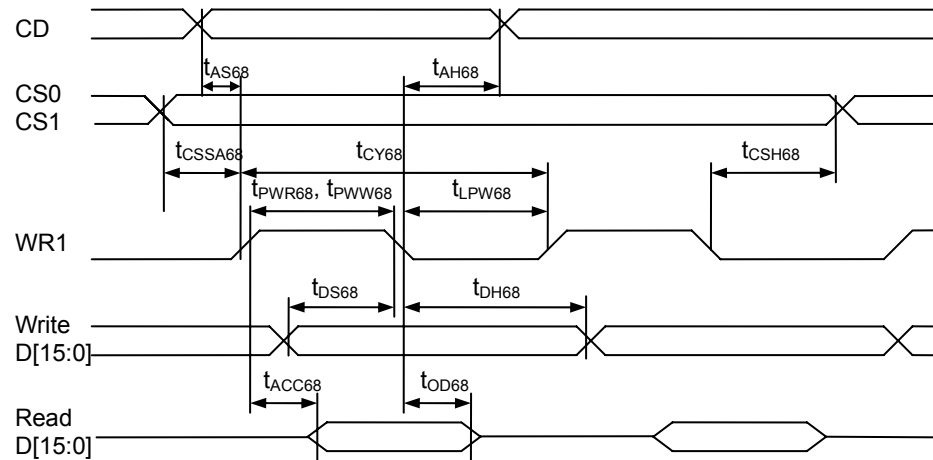 CD
tAS68
tAH68
CS0
CS1
tCSSA68
tCY68
tCSH68
tPWR68, tPWW68
tLPW68
WR1
tDS68
tDH68
Write
D[15:0]
tACC68
tOD68
Read
D[15:0]